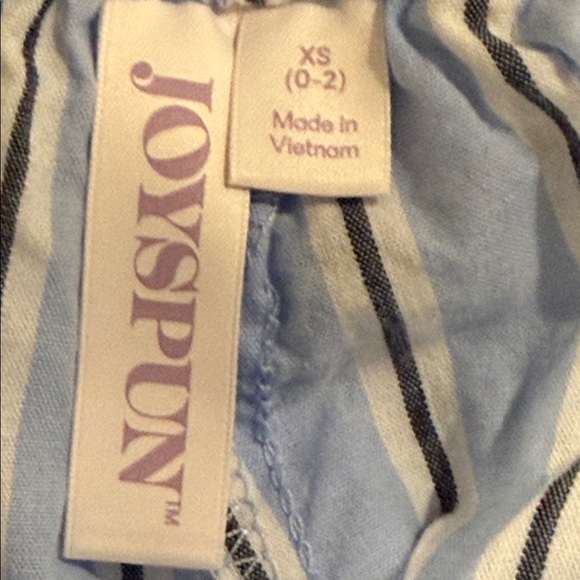 JOYSPUN™
XS
(0-2)
Made in
Vietnam